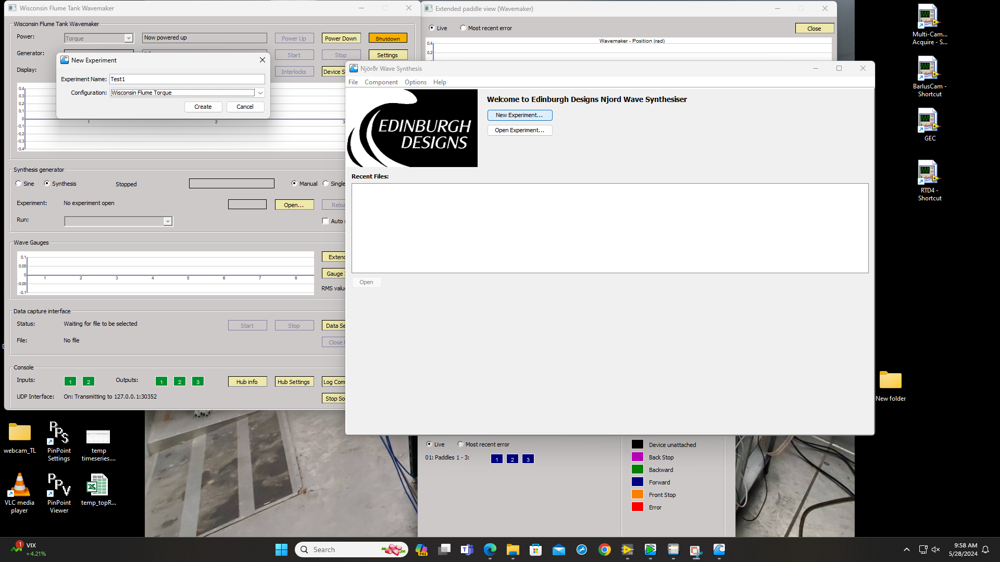 Wisconsin Flume Tank Wavemaker
Wisconsin Flume Tank Wavemaker
Power:
Torque
Now powered up
Power Up
Power Down
Shutdown
Generator:
Start
Stop
Settings
Display:
Interlocks
Device S
New Experiment
Experiment Name:
Test1
Configuration:
Wisconsin Flume Torque
Create
Cancel
0.4
0.3
0.2
0.1
0
-0.1
-0.2
-0.3
-0.4
1
2
3
Synthesis generator
Sine
Synthesis
Stopped
Manual
Single
Experiment:
No experiment open
Open...
Reloa
Run:
Auto
Wave Gauges
0.1
0.05
0
-0.05
-0.1
1
2
3
4
5
6
7
8
Extend
Gauge
RMS valu
Data capture interface
Status:
Waiting for file to be selected
Start
Stop
Data Se
File:
No file
Close
Console
Inputs:
1
2
Outputs:
1
2
3
Hub info
Hub Settings
Log Com
UDP Interface:
On: Transmitting to 127.0.0.1:30352
Stop So
Extended paddle view (Wavemaker)
Live
Most recent error
Close
Wavemaker - Position (rad)
0.4
0.2
Njörðr Wave Synthesis
File
Component
Options
Help
EDINBURGH
DESIGNS
Welcome to Edinburgh Designs Njord Wave Synthesiser
New Experiment...
Open Experiment...
Recent Files:
Open
Live
Most recent error
01: Paddles 1 - 3:
1
2
3
Device unattached
Back Stop
Backward
Forward
Front Stop
Error
Multi-Cam...
Acquire - S...
BarlusCam -
Shortcut
GEC
RTD4 -
Shortcut
New folder
webcam_TL
PPS
PinPoint
Settings
temp
timeseries....
VLC media
player
PPV
PinPoint
Viewer
temp_topR...
1
VIX
+4.21%
Search
PRE
9:58 AM
5/28/2024